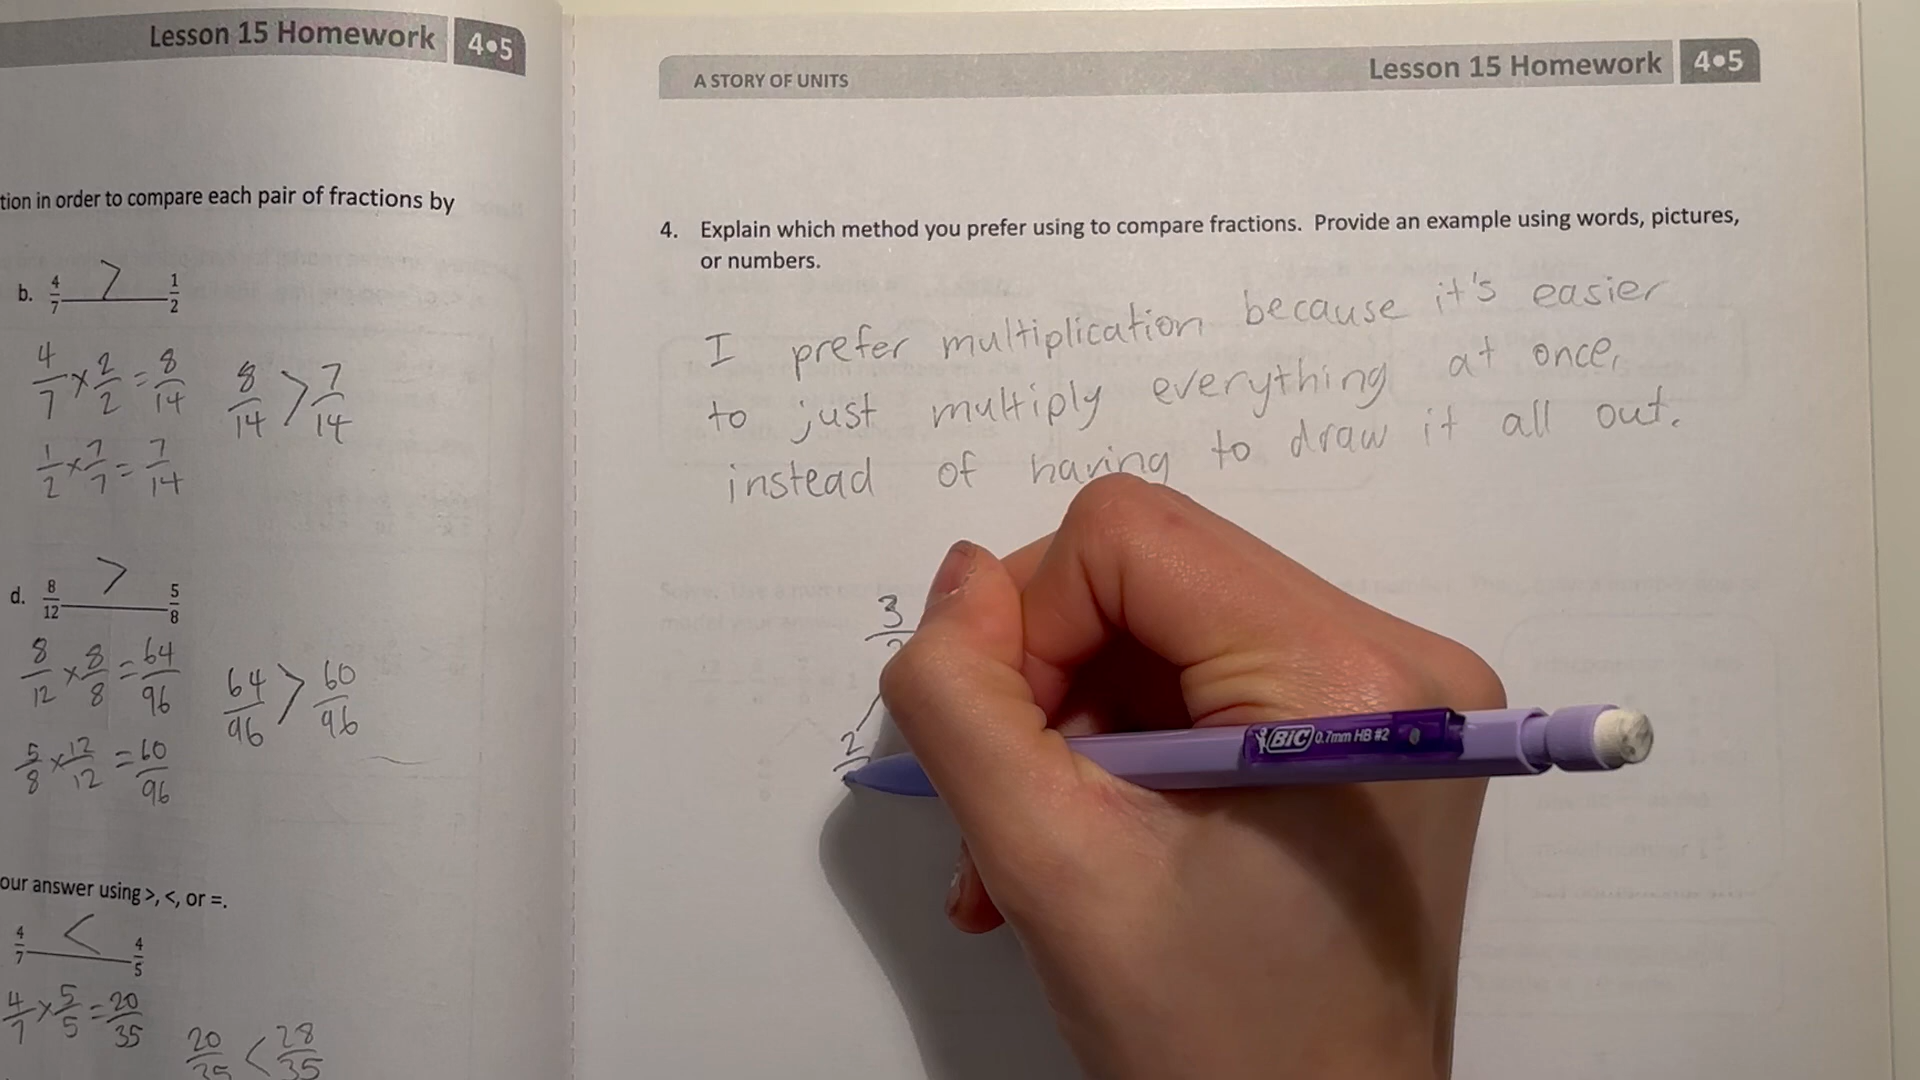 Lesson 15 Homework 4•5
tion in order to compare each pair of fractions by
b. 4/7 > 1/2
4/7 × 2/2 = 8/14 8/14 > 7/14
1/2 × 7/7 = 7/14
d. 8/12 > 5/8
8/12 × 8/8 = 64/96 64/96 > 60/96
5/8 × 12/12 = 60/96
our answer using >, <, or =.
4/7 < 4/5
4/7 × 5/5 = 20/35
20/35 < 28/35
A STORY OF UNITS Lesson 15 Homework 4•5
4. Explain which method you prefer using to compare fractions. Provide an example using words, pictures,
or numbers.
I prefer multiplication because it's easier
to just multiply everything at once,
instead of having to draw it all out.
3
2
BIC 0.7mm HB #2